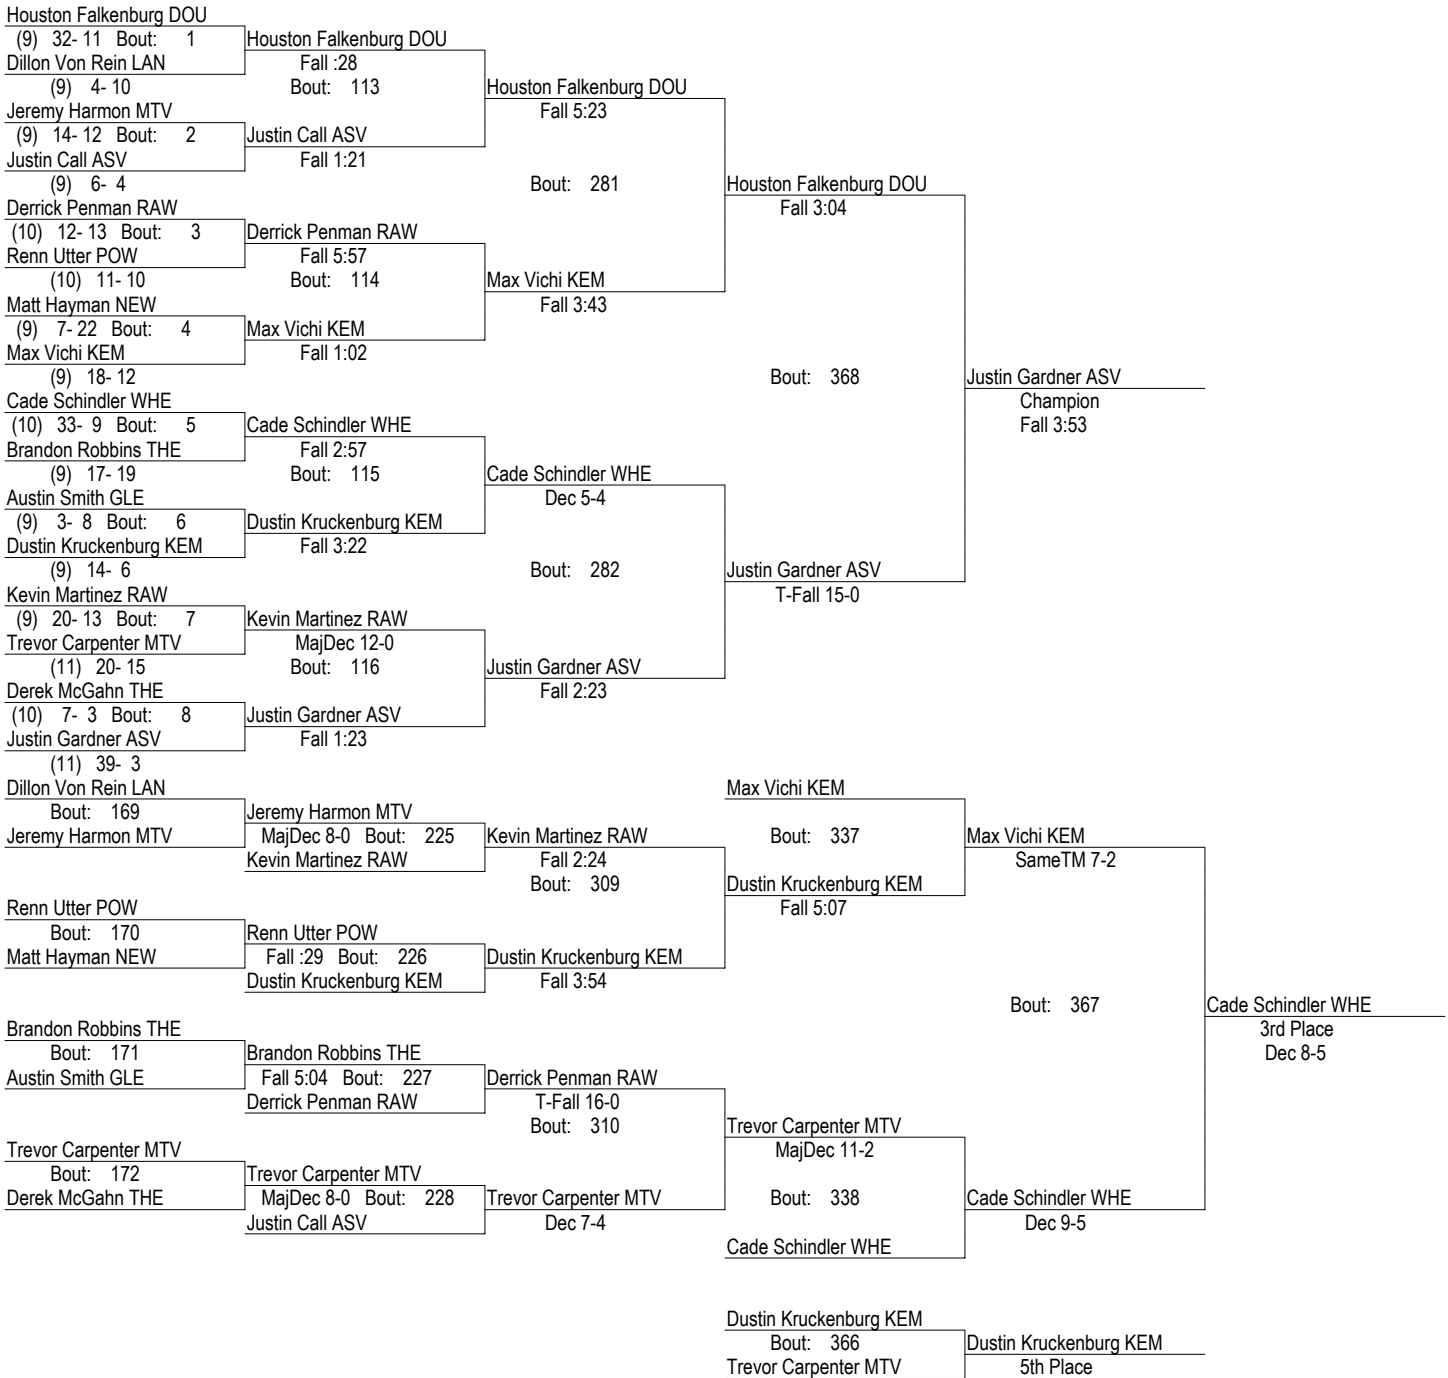 Houston Falkenburg DOU
(9) 32- 11 Bout: 1
Houston Falkenburg DOU
Dillon Von Rein LAN
Fall :28
(9) 4- 10
Bout: 113
Houston Falkenburg DOU
Jeremy Harmon MTV
Fall 5:23
(9) 14- 12 Bout: 2
Justin Call ASV
Justin Call ASV
Fall 1:21
(9) 6- 4
Bout: 281
Houston Falkenburg DOU
Derrick Penman RAW
Fall 3:04
(10) 12- 13 Bout: 3
Derrick Penman RAW
Renn Utter POW
Fall 5:57
(10) 11- 10
Bout: 114
Max Vichi KEM
Matt Hayman NEW
Fall 3:43
(9) 7- 22 Bout: 4
Max Vichi KEM
Max Vichi KEM
Fall 1:02
(9) 18- 12
Bout: 368
Justin Gardner ASV
Cade Schindler WHE
Champion
(10) 33- 9 Bout: 5
Cade Schindler WHE
Fall 3:53
Brandon Robbins THE
Fall 2:57
(9) 17- 19
Bout: 115
Cade Schindler WHE
Austin Smith GLE
Dec 5-4
(9) 3- 8 Bout: 6
Dustin Kruckenburg KEM
Dustin Kruckenburg KEM
Fall 3:22
(9) 14- 6
Bout: 282
Justin Gardner ASV
Kevin Martinez RAW
T-Fall 15-0
(9) 20- 13 Bout: 7
Kevin Martinez RAW
Trevor Carpenter MTV
MajDec 12-0
(11) 20- 15
Bout: 116
Justin Gardner ASV
Derek McGahn THE
Fall 2:23
(10) 7- 3 Bout: 8
Justin Gardner ASV
Justin Gardner ASV
Fall 1:23
(11) 39- 3
Dillon Von Rein LAN
Max Vichi KEM
Bout: 169
Jeremy Harmon MTV
Jeremy Harmon MTV
MajDec 8-0 Bout: 225
Kevin Martinez RAW
Bout: 337
Max Vichi KEM
Kevin Martinez RAW
Fall 2:24
SameTM 7-2
Bout: 309
Dustin Kruckenburg KEM
Renn Utter POW
Fall 5:07
Bout: 170
Renn Utter POW
Matt Hayman NEW
Fall :29 Bout: 226
Dustin Kruckenburg KEM
Dustin Kruckenburg KEM
Fall 3:54
Bout: 367
Cade Schindler WHE
Brandon Robbins THE
3rd Place
Bout: 171
Brandon Robbins THE
Dec 8-5
Austin Smith GLE
Fall 5:04 Bout: 227
Derrick Penman RAW
Derrick Penman RAW
T-Fall 16-0
Bout: 310
Trevor Carpenter MTV
Trevor Carpenter MTV
MajDec 11-2
Bout: 172
Trevor Carpenter MTV
Derek McGahn THE
MajDec 8-0 Bout: 228
Trevor Carpenter MTV
Bout: 338
Cade Schindler WHE
Justin Call ASV
Dec 7-4
Dec 9-5
Cade Schindler WHE
Dustin Kruckenburg KEM
Bout: 366
Dustin Kruckenburg KEM
Trevor Carpenter MTV
5th Place